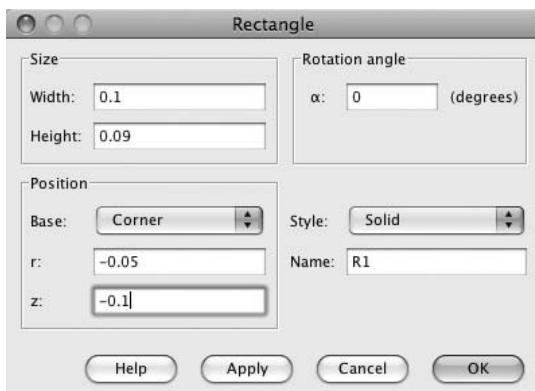 Rectangle
Size
Width: 0.1
Height: 0.09
Rotation angle
α: 0 (degrees)
Position
Base: Corner
r: -0.05
z: -0.1
Style: Solid
Name: R1
Help Apply Cancel OK